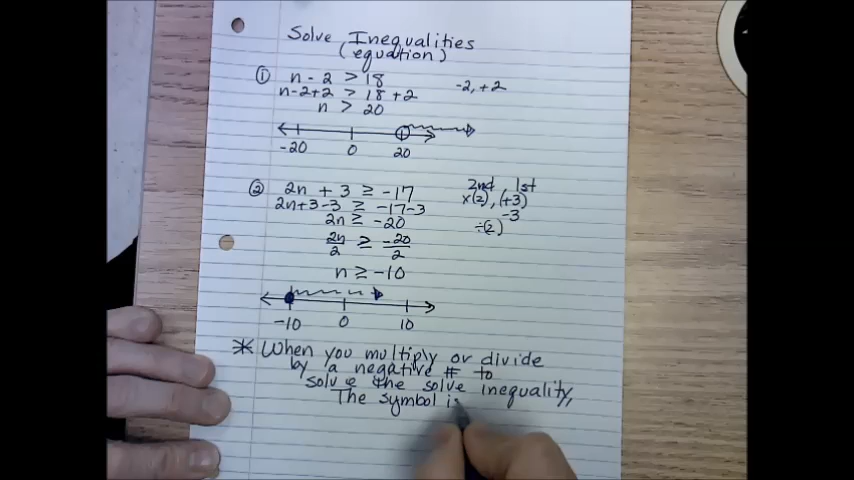 Solve Inequalities
(equation)
① n - 2 > 18 -2, +2
n-2+2 > 18 +2
n > 20
-20 0 20
② 2n + 3 ≥ -17 2nd, 1st
2n+3-3 ≥ -17-3 x(2), (+3)
2n ≥ -20 -3
2n/2 ≥ -20/2 ÷(2)
n ≥ -10
-10 0 10
* When you multiply or divide
by a negative # to
solve the solve inequality,
The symbol is